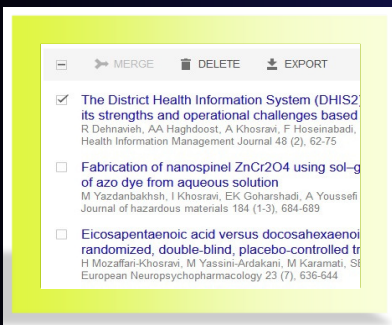 MERGE DELETE EXPORT
The District Health Information System (DHIS2)
its strengths and operational challenges based
R Dehnavieh, AA Haghdoost, A Khosravi, F Hoseinabadi,
Health Information Management Journal 48 (2), 62-75
Fabrication of nanospinel ZnCr2O4 using sol–g
of azo dye from aqueous solution
M Yazdanbakhsh, I Khosravi, EK Goharshadi, A Youssefi
Journal of hazardous materials 184 (1-3), 684-689
Eicosapentaenoic acid versus docosahexaenoi
randomized, double-blind, placebo-controlled tr
H Mozaffari-Khosravi, M Yassini-Ardakani, M Karamati, SE
European Neuropsychopharmacology 23 (7), 636-644